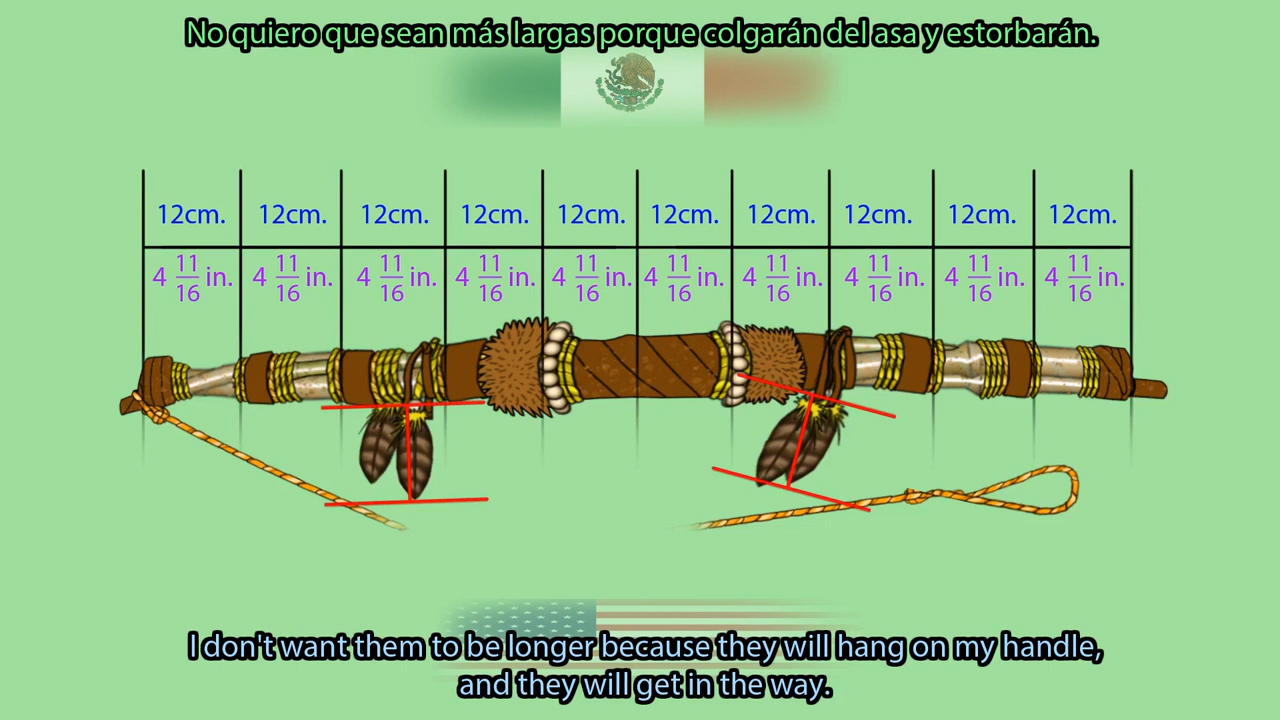 No quiero que sean más largas porque colgarán del asa y estorbarán.
12cm. 12cm. 12cm. 12cm. 12cm. 12cm. 12cm. 12cm. 12cm. 12cm.
4 11/16 in. 4 11/16 in. 4 11/16 in. 4 11/16 in. 4 11/16 in. 4 11/16 in. 4 11/16 in. 4 11/16 in. 4 11/16 in. 4 11/16 in.
I don't want them to be longer because they will hang on my handle,
and they will get in the way.